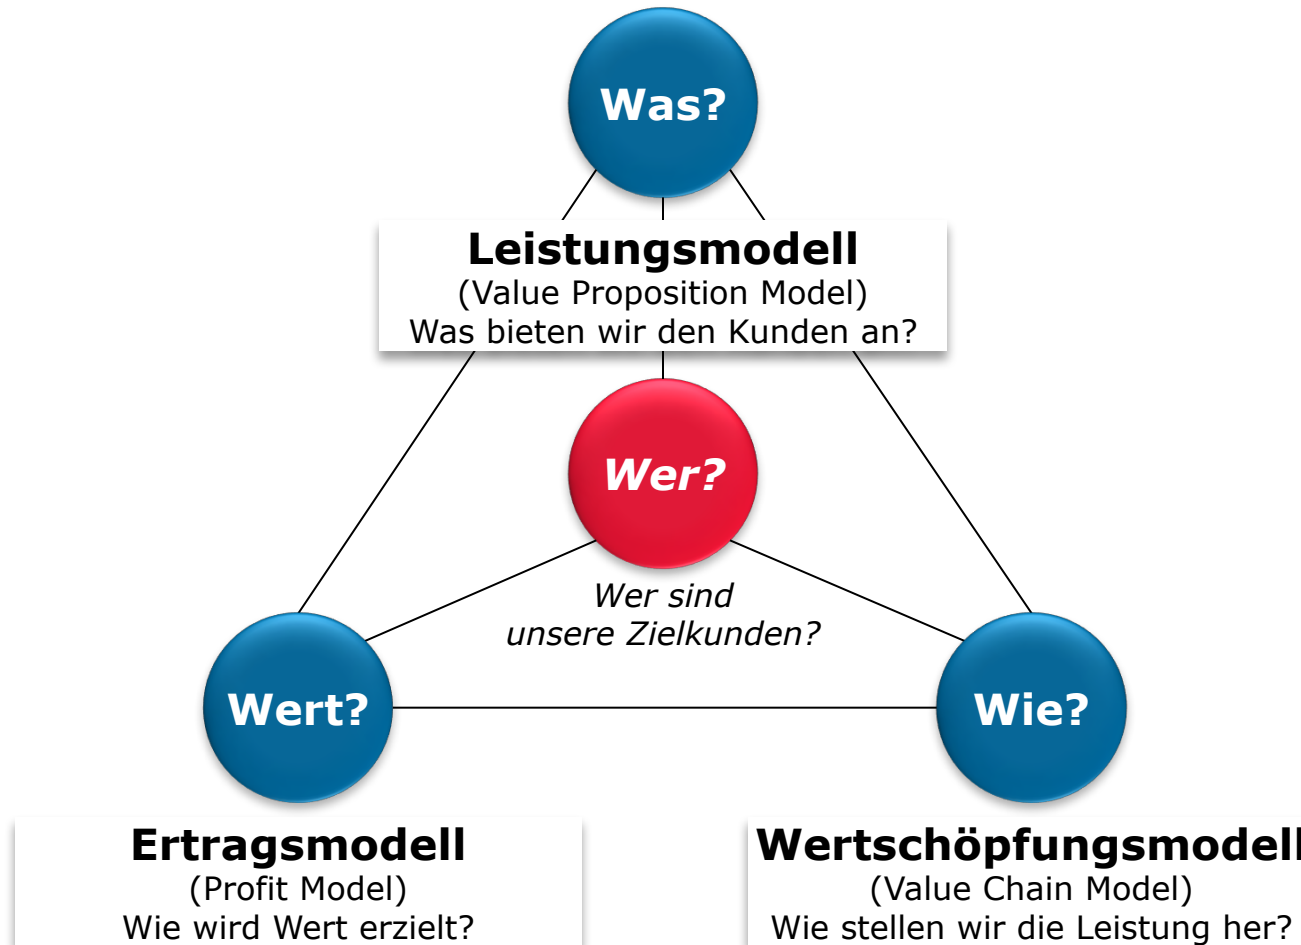 Was?
Leistungsmodell
(Value Proposition Model)
Was bieten wir den Kunden an?
Wer?
Wer sind
unsere Zielkunden?
Wert?
Wie?
Ertragsmodell
(Profit Model)
Wie wird Wert erzielt?
Wertschöpfungsmodell
(Value Chain Model)
Wie stellen wir die Leistung her?